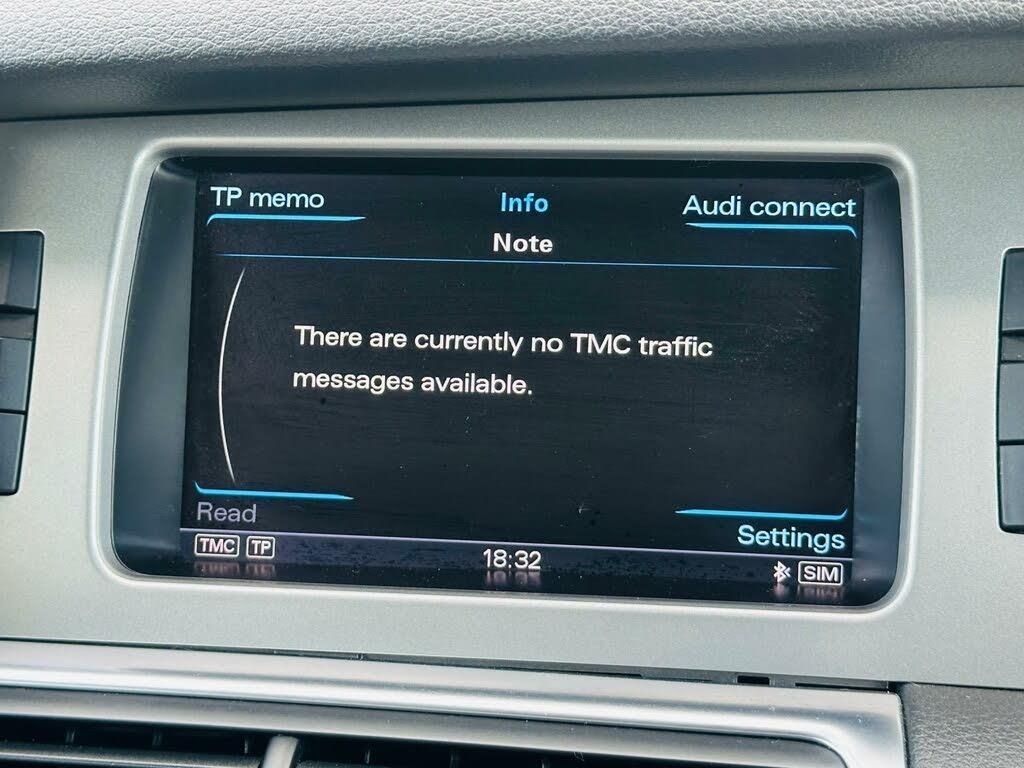 TP memo
Info
Audi connect
Note
There are currently no TMC traffic
messages available.
Read
Settings
TMC TP
18:32
SIM